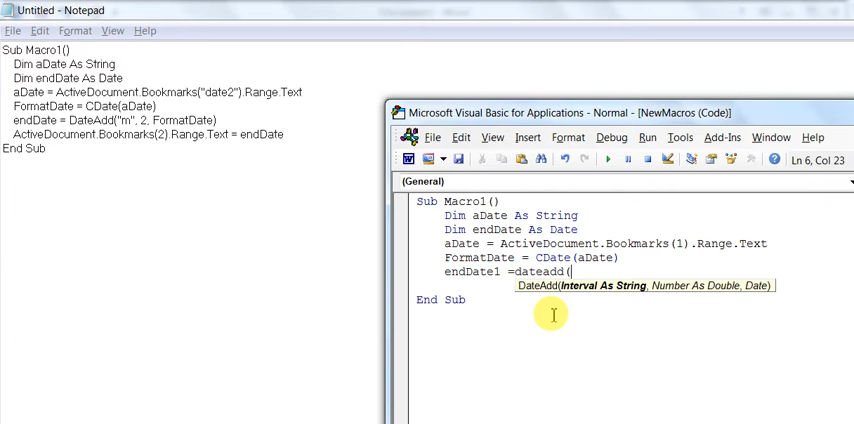 Untitled - Notepad
File Edit Format View Help
Sub Macro1()
Dim aDate As String
Dim endDate As Date
aDate = ActiveDocument.Bookmarks("date2").Range.Text
FormatDate = CDate(aDate)
endDate = DateAdd("m", 2, FormatDate)
ActiveDocument.Bookmarks(2).Range.Text = endDate
End Sub
Microsoft Visual Basic for Applications - Normal - [NewMacros (Code)]
File Edit View Insert Format Debug Run Tools Add-Ins Window Help
Ln 6, Col 23
(General)
Sub Macro1()
Dim aDate As String
Dim endDate As Date
aDate = ActiveDocument.Bookmarks(1).Range.Text
FormatDate = CDate(aDate)
endDate1 =dateadd(
DateAdd(Interval As String, Number As Double, Date)
End Sub